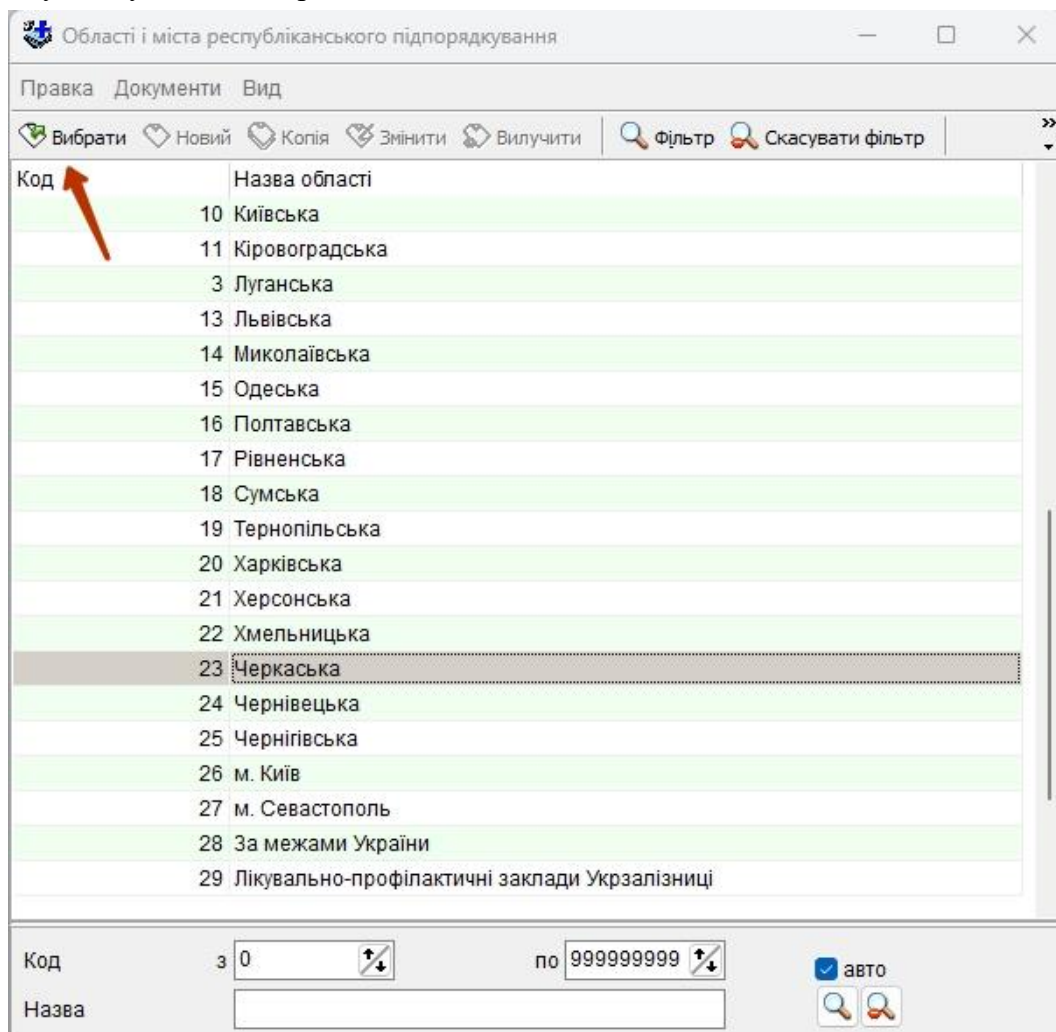 Області і міста республіканського підпорядкування
Правка Документи Вид
Вибрати Новий Копія Змінити Вилучити Фільтр Скасувати фільтр »
Код Назва області
10 Київська
11 Кіровоградська
3 Луганська
13 Львівська
14 Миколаївська
15 Одеська
16 Полтавська
17 Рівненська
18 Сумська
19 Тернопільська
20 Харківська
21 Херсонська
22 Хмельницька
23 Черкаська
24 Чернівецька
25 Чернігівська
26 м. Київ
27 м. Севастополь
28 За межами України
29 Лікувально-профілактичні заклади Укрзалізниці
Код з 0 по 999999999 авто
Назва